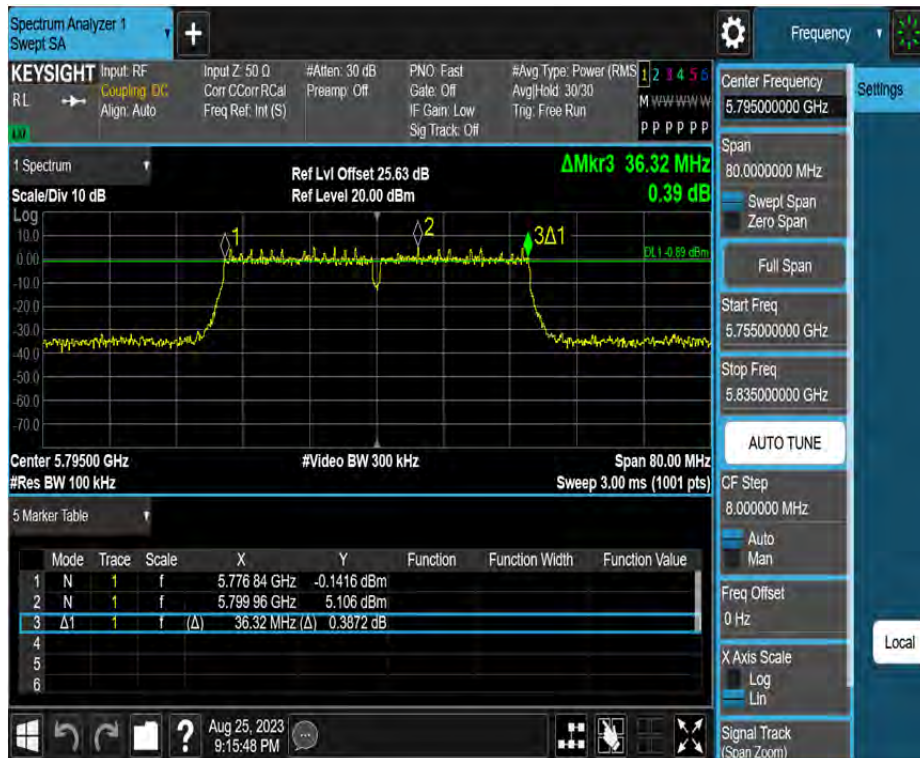 Spectrum Analyzer 1
Swept SA
Frequency
KEYSIGHT
RL
LXI
Input: RF
Coupling: DC
Align: Auto
Input Z: 50 Ω
Corr CCorr RCal
Freq Ref: Int (S)
#Atten: 30 dB
Preamp: Off
PNO: Fast
Gate: Off
IF Gain: Low
Sig Track: Off
#Avg Type: Power (RMS
Avg|Hold: 30/30
Trig: Free Run
1 2 3 4 5 6
M W W W W W
P P P P P P
Center Frequency
5.795000000 GHz
Settings
1 Spectrum
Scale/Div 10 dB
Ref Lvl Offset 25.63 dB
Ref Level 20.00 dBm
ΔMkr3 36.32 MHz
0.39 dB
Log
10.0
0.00
-10.0
-20.0
-30.0
-40.0
-50.0
-60.0
-70.0
1
2
3Δ1
DL1 -0.89 dBm
Center 5.79500 GHz
#Res BW 100 kHz
#Video BW 300 kHz
Span 80.00 MHz
Sweep 3.00 ms (1001 pts)
Span
80.0000000 MHz
Swept Span
Zero Span
Full Span
Start Freq
5.755000000 GHz
Stop Freq
5.835000000 GHz
AUTO TUNE
CF Step
8.000000 MHz
Auto
Man
Freq Offset
0 Hz
X Axis Scale
Log
Lin
Signal Track
(Span Zoom)
Local
5 Marker Table
Mode Trace Scale X Y Function Function Width Function Value
1 N 1 f 5.776 84 GHz -0.1416 dBm
2 N 1 f 5.799 96 GHz 5.106 dBm
3 Δ1 1 f (Δ) 36.32 MHz (Δ) 0.3872 dB
4
5
6
?
Aug 25, 2023
9:15:48 PM